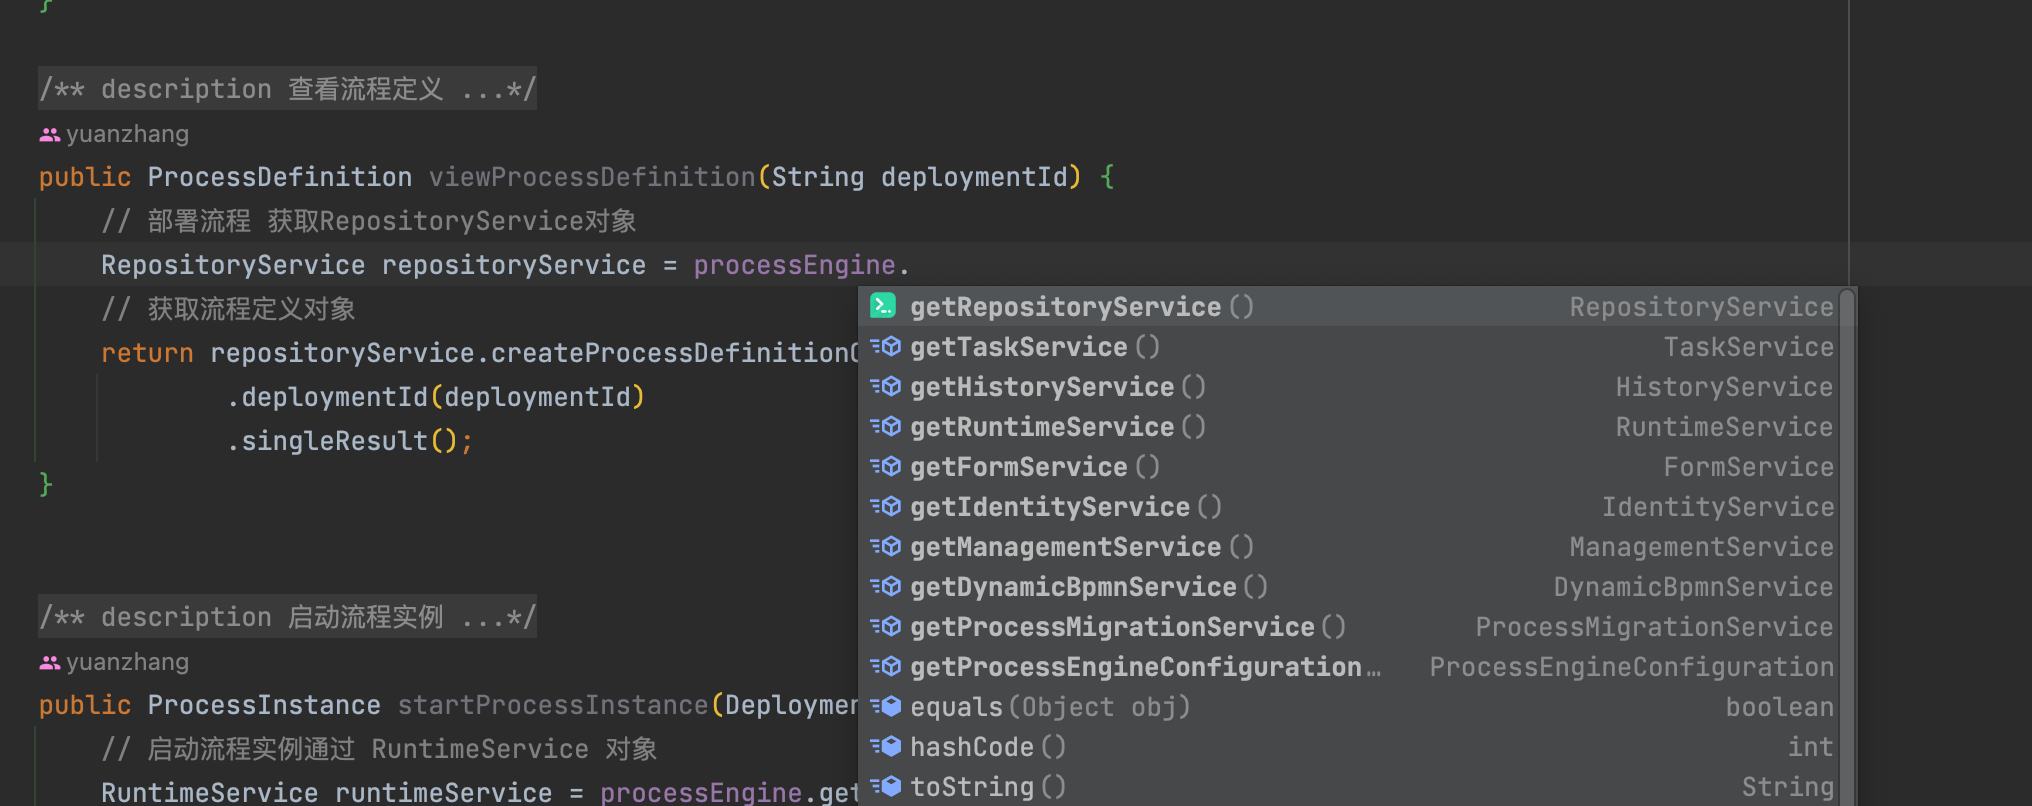 }
/** description 查看流程定义 ...*/
yuanzhang
public ProcessDefinition viewProcessDefinition(String deploymentId) {
// 部署流程 获取RepositoryService对象
RepositoryService repositoryService = processEngine.
// 获取流程定义对象
return repositoryService.createProcessDefinition
.deploymentId(deploymentId)
.singleResult();
}
/** description 启动流程实例 ...*/
yuanzhang
public ProcessInstance startProcessInstance(Deploymen
// 启动流程实例通过 RuntimeService 对象
RuntimeService runtimeService = processEngine.get
getRepositoryService() RepositoryService
getTaskService() TaskService
getHistoryService() HistoryService
getRuntimeService() RuntimeService
getFormService() FormService
getIdentityService() IdentityService
getManagementService() ManagementService
getDynamicBpmnService() DynamicBpmnService
getProcessMigrationService() ProcessMigrationService
getProcessEngineConfiguration… ProcessEngineConfiguration
equals(Object obj) boolean
hashCode() int
toString() String